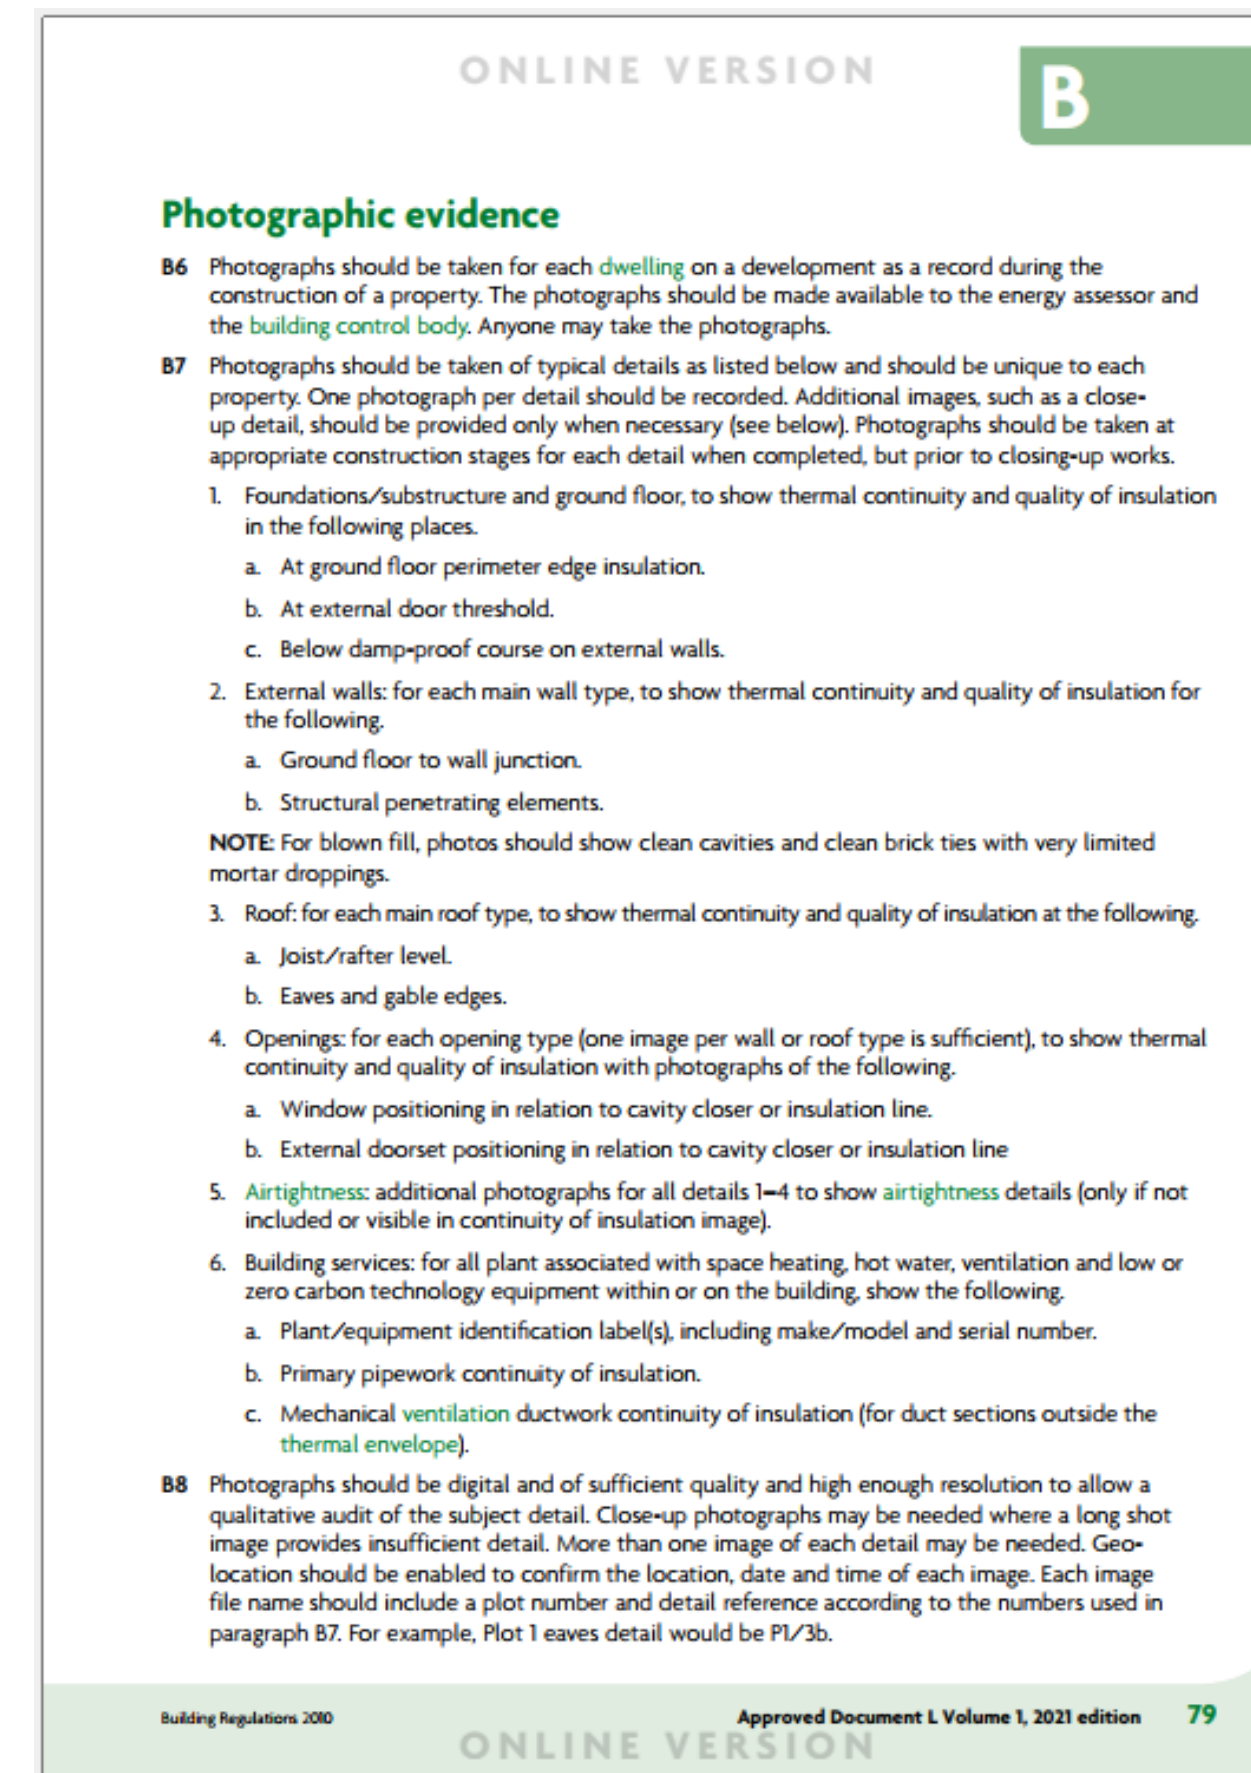 ONLINE VERSION
B
Photographic evidence
B6 Photographs should be taken for each dwelling on a development as a record during the
construction of a property. The photographs should be made available to the energy assessor and
the building control body. Anyone may take the photographs.
B7 Photographs should be taken of typical details as listed below and should be unique to each
property. One photograph per detail should be recorded. Additional images, such as a close-
up detail, should be provided only when necessary (see below). Photographs should be taken at
appropriate construction stages for each detail when completed, but prior to closing-up works.
1. Foundations/substructure and ground floor, to show thermal continuity and quality of insulation
in the following places.
a. At ground floor perimeter edge insulation.
b. At external door threshold.
c. Below damp-proof course on external walls.
2. External walls: for each main wall type, to show thermal continuity and quality of insulation for
the following.
a. Ground floor to wall junction.
b. Structural penetrating elements.
NOTE: For blown fill, photos should show clean cavities and clean brick ties with very limited
mortar droppings.
3. Roof: for each main roof type, to show thermal continuity and quality of insulation at the following.
a. Joist/rafter level.
b. Eaves and gable edges.
4. Openings: for each opening type (one image per wall or roof type is sufficient), to show thermal
continuity and quality of insulation with photographs of the following.
a. Window positioning in relation to cavity closer or insulation line.
b. External doorset positioning in relation to cavity closer or insulation line
5. Airtightness: additional photographs for all details 1–4 to show airtightness details (only if not
included or visible in continuity of insulation image).
6. Building services: for all plant associated with space heating, hot water, ventilation and low or
zero carbon technology equipment within or on the building, show the following.
a. Plant/equipment identification label(s), including make/model and serial number.
b. Primary pipework continuity of insulation.
c. Mechanical ventilation ductwork continuity of insulation (for duct sections outside the
thermal envelope).
B8 Photographs should be digital and of sufficient quality and high enough resolution to allow a
qualitative audit of the subject detail. Close-up photographs may be needed where a long shot
image provides insufficient detail. More than one image of each detail may be needed. Geo-
location should be enabled to confirm the location, date and time of each image. Each image
file name should include a plot number and detail reference according to the numbers used in
paragraph B7. For example, Plot 1 eaves detail would be P1/3b.
Building Regulations 2010 Approved Document L Volume 1, 2021 edition 79
ONLINE VERSION